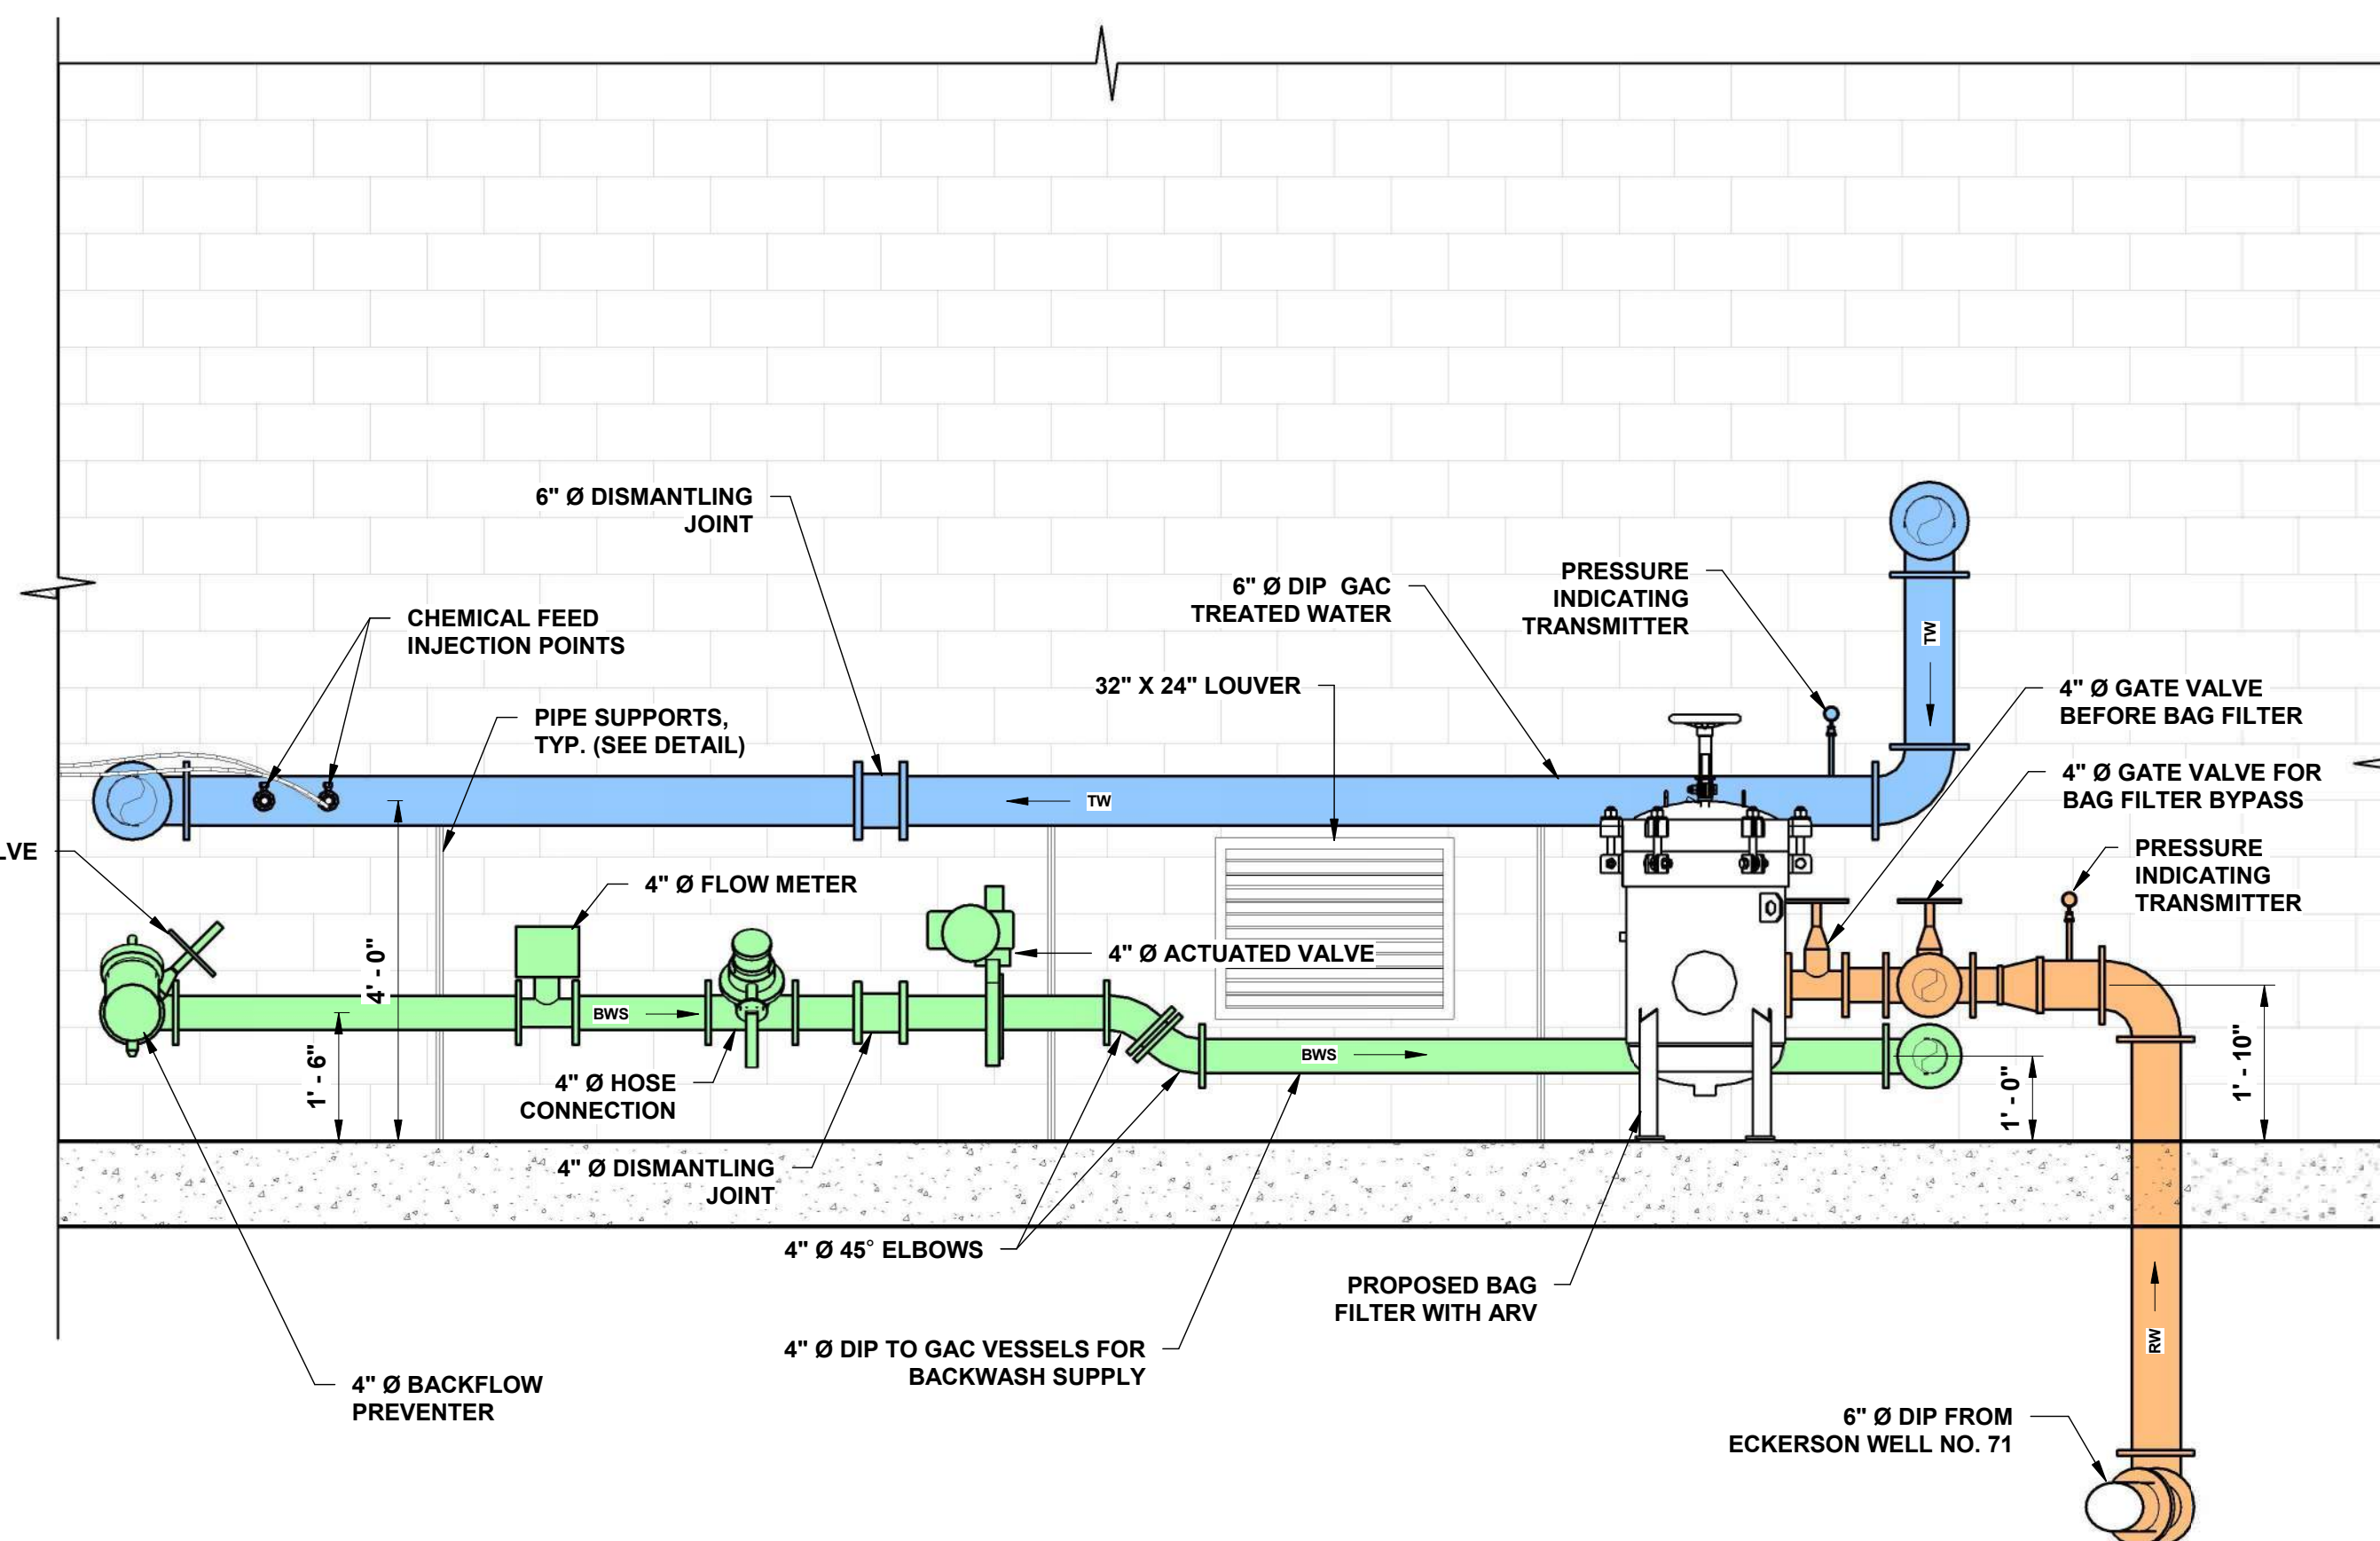 6" Ø DISMANTLING
JOINT
6" Ø DIP GAC
TREATED WATER
PRESSURE
INDICATING
TRANSMITTER
CHEMICAL FEED
INJECTION POINTS
TW
32" X 24" LOUVER
4" Ø GATE VALVE
BEFORE BAG FILTER
PIPE SUPPORTS,
TYP. (SEE DETAIL)
4" Ø GATE VALVE FOR
BAG FILTER BYPASS
TW
LVE
PRESSURE
INDICATING
TRANSMITTER
4" Ø FLOW METER
4" Ø ACTUATED VALVE
4' - 0"
BWS
BWS
1' - 6"
1' - 0"
1' - 10"
4" Ø HOSE
CONNECTION
4" Ø DISMANTLING
JOINT
4" Ø 45° ELBOWS
PROPOSED BAG
FILTER WITH ARV
RW
4" Ø DIP TO GAC VESSELS FOR
BACKWASH SUPPLY
4" Ø BACKFLOW
PREVENTER
6" Ø DIP FROM
ECKERSON WELL NO. 71